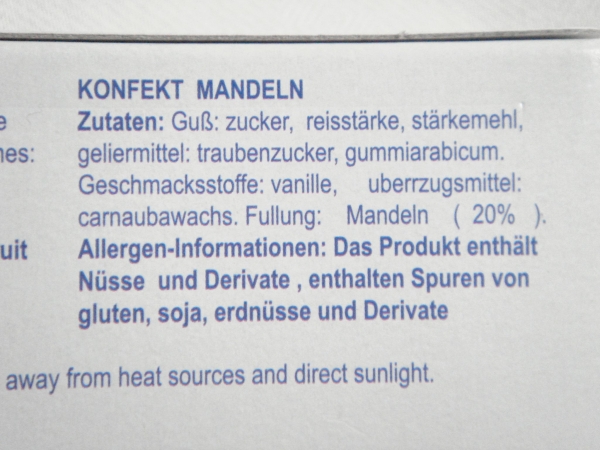 KONFEKT MANDELN
e Zutaten: Guß: zucker, reisstärke, stärkemehl,
nes: geliermittel: traubenzucker, gummiarabicum.
Geschmacksstoffe: vanille, uberrzugsmittel:
carnaubawachs. Fullung: Mandeln ( 20% ).
uit Allergen-Informationen: Das Produkt enthält
Nüsse und Derivate , enthalten Spuren von
gluten, soja, erdnüsse und Derivate
away from heat sources and direct sunlight.